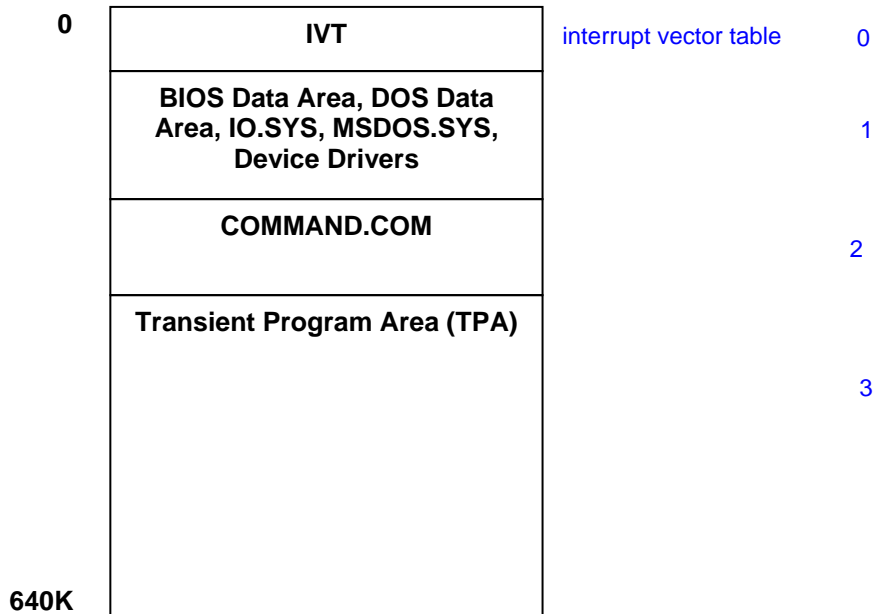 0
IVT
interrupt vector table
0
BIOS Data Area, DOS Data
Area, IO.SYS, MSDOS.SYS,
Device Drivers
1
COMMAND.COM
2
Transient Program Area (TPA)
3
640K